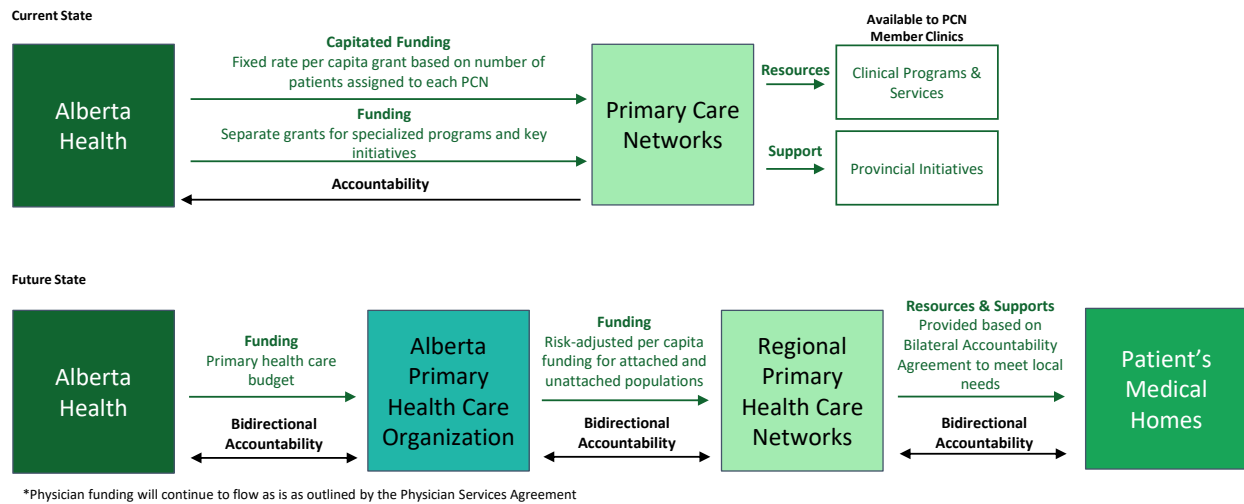 Current State
Available to PCN
Member Clinics
Alberta
Health
Capitated Funding
Fixed rate per capita grant based on number of
patients assigned to each PCN
Funding
Separate grants for specialized programs and key
initiatives
Accountability
Primary Care
Networks
Resources
Clinical Programs &
Services
Support
Provincial Initiatives
Future State
Alberta
Health
Funding
Primary health care
budget
Bidirectional
Accountability
Alberta
Primary
Health Care
Organization
Funding
Risk-adjusted per capita
funding for attached and
unattached populations
Bidirectional
Accountability
Regional
Primary
Health Care
Networks
Resources & Supports
Provided based on
Bilateral Accountability
Agreement to meet local
needs
Bidirectional
Accountability
Patient’s
Medical
Homes
*Physician funding will continue to flow as is as outlined by the Physician Services Agreement